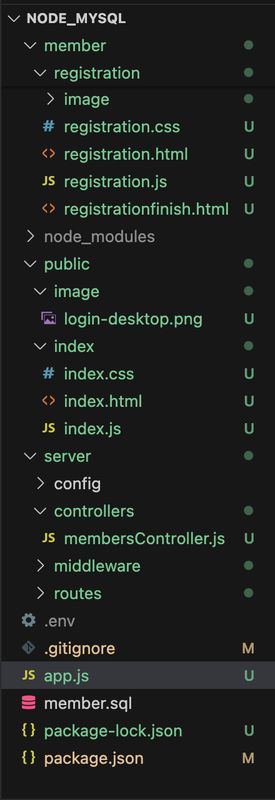 NODE_MYSQL
member
registration
image
# registration.css U
<> registration.html U
JS registration.js U
<> registrationfinish.html U
node_modules
public
image
login-desktop.png U
index
# index.css U
<> index.html U
JS index.js U
server
config
controllers
JS membersController.js U
middleware
routes
.env
.gitignore M
JS app.js U
member.sql
{} package-lock.json U
{} package.json M